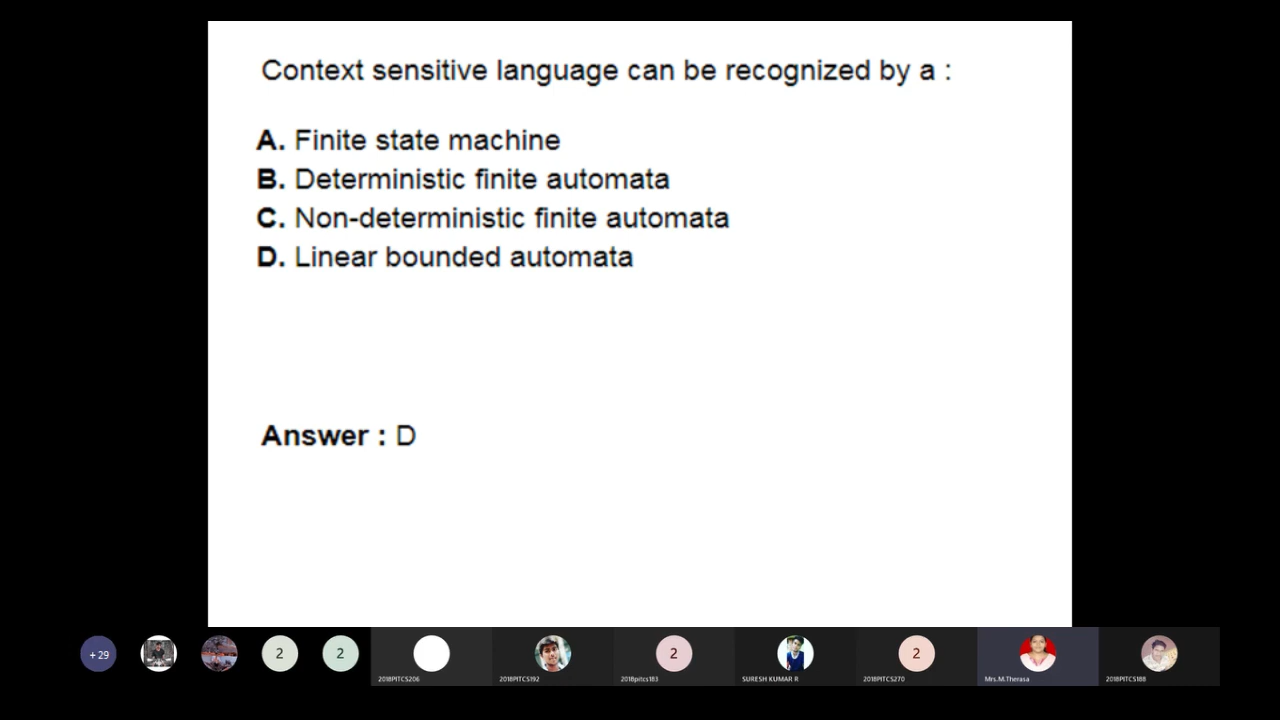 Context sensitive language can be recognized by a :
A. Finite state machine
B. Deterministic finite automata
C. Non-deterministic finite automata
D. Linear bounded automata
Answer : D
+ 29
2
2
2
2
2018PITCS206
2018PITCS192
2018pitcs183
SURESH KUMAR R
2018PITCS270
Mrs.M.Therasa
2018PITCS188